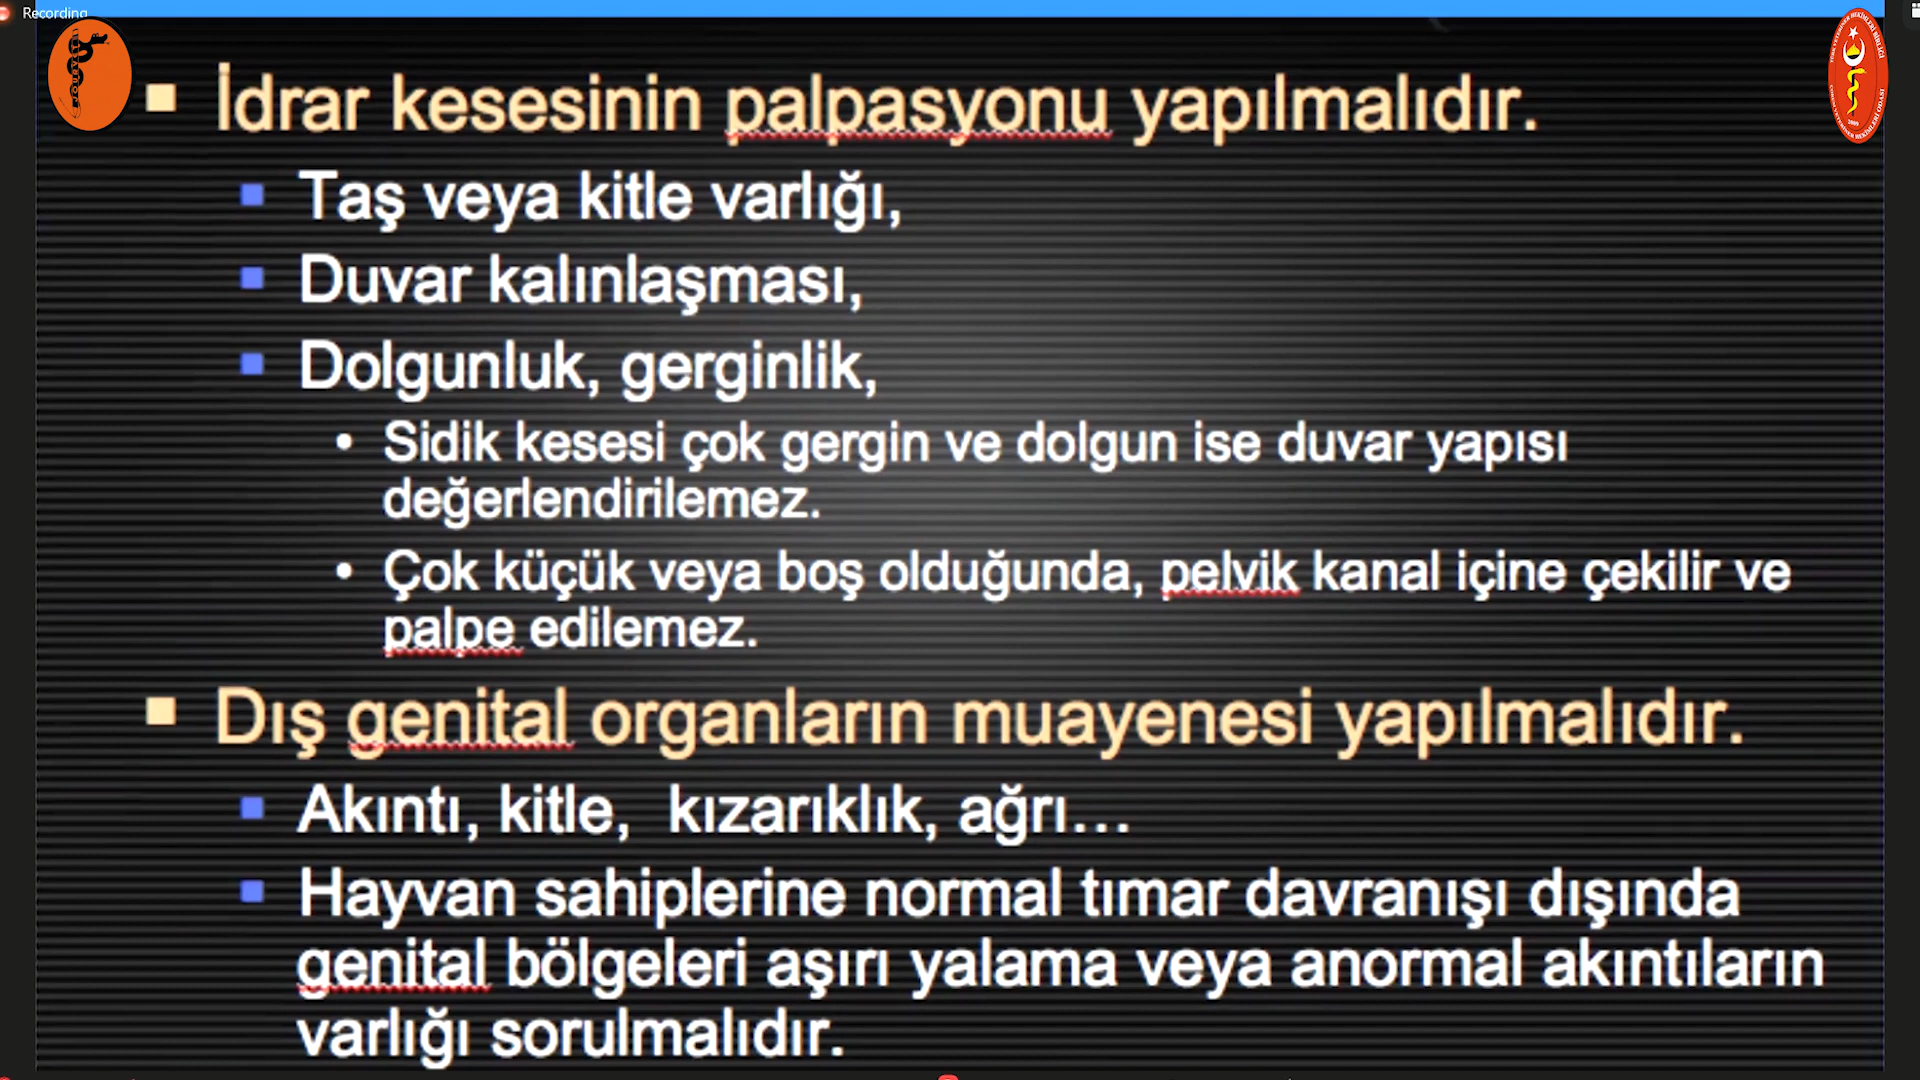 Recording
İdrar kesesinin palpasyonu yapılmalıdır.
Taş veya kitle varlığı,
Duvar kalınlaşması,
Dolgunluk, gerginlik,
Sidik kesesi çok gergin ve dolgun ise duvar yapısı
değerlendirilemez.
Çok küçük veya boş olduğunda, pelvik kanal içine çekilir ve
palpe edilemez.
Dış genital organların muayenesi yapılmalıdır.
Akıntı, kitle,  kızarıklık, ağrı...
Hayvan sahiplerine normal tımar davranışı dışında
genital bölgeleri aşırı yalama veya anormal akıntıların
varlığı sorulmalıdır.